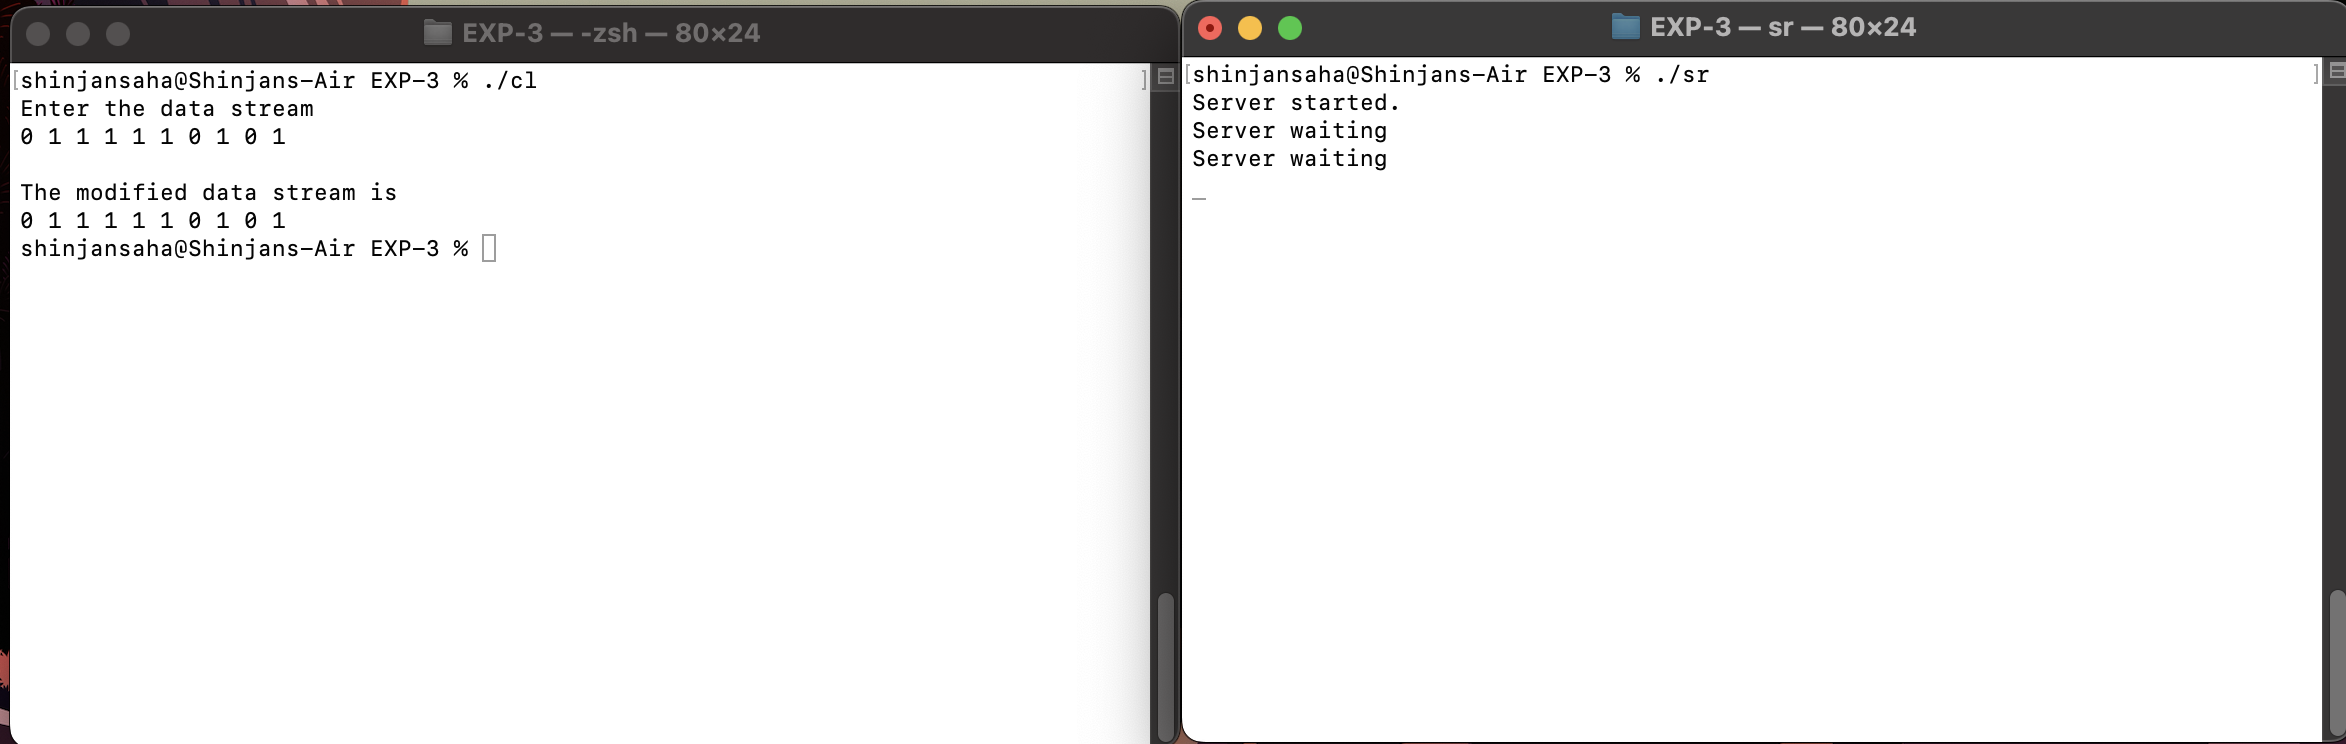 EXP-3 — -zsh — 80×24
[shinjansaha@Shinjans-Air EXP-3 % ./cl ]
Enter the data stream
0 1 1 1 1 1 0 1 0 1

The modified data stream is
0 1 1 1 1 1 0 1 0 1
shinjansaha@Shinjans-Air EXP-3 %
EXP-3 — sr — 80×24
[shinjansaha@Shinjans-Air EXP-3 % ./sr ]
Server started.
Server waiting
Server waiting
_